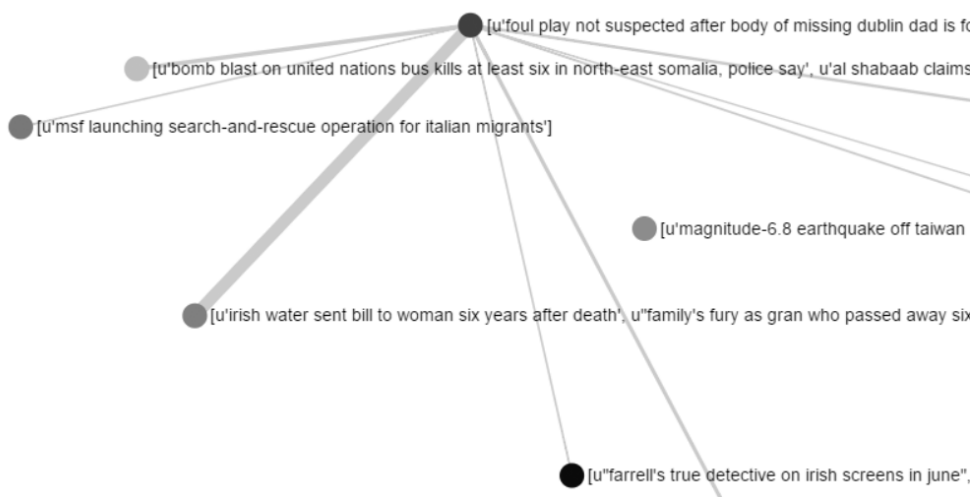 [u'foul play not suspected after body of missing dublin dad is fo
[u'bomb blast on united nations bus kills at least six in north-east somalia, police say', u'al shabaab claims
[u'msf launching search-and-rescue operation for italian migrants']
[u'magnitude-6.8 earthquake off taiwan
[u'irish water sent bill to woman six years after death', u"family's fury as gran who passed away six
[u"farrell's true detective on irish screens in june",